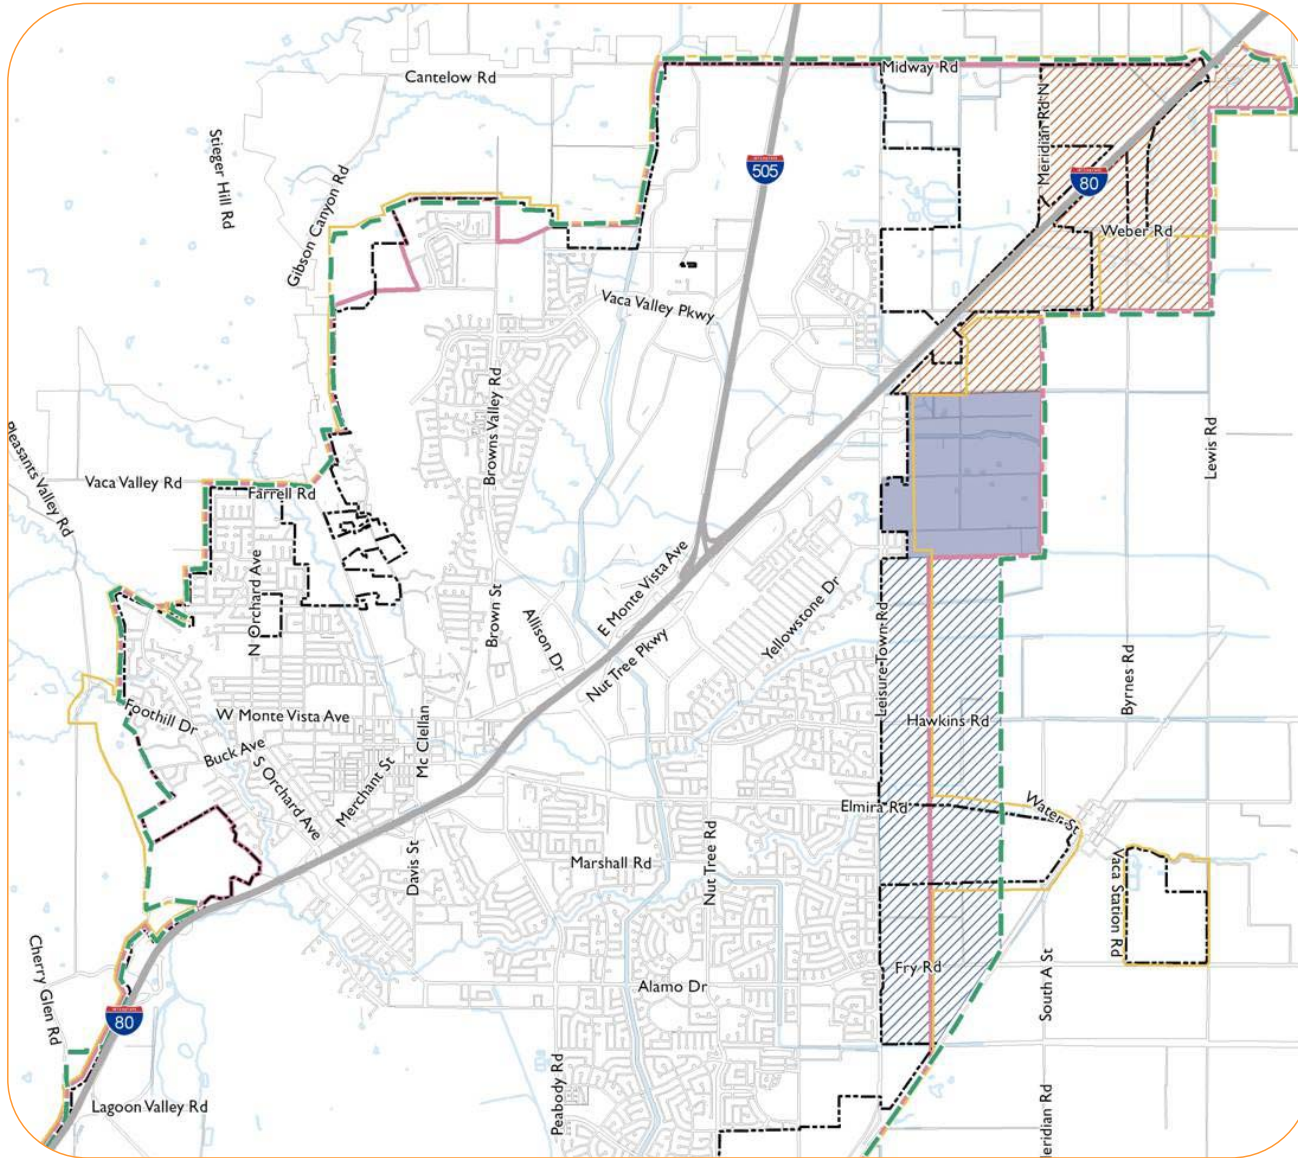 Cantelow Rd
Midway Rd
Stieger Hill Rd
Gibson Canyon Rd
505
Meridian Rd N
80
Weber Rd
Vaca Valley Pkwy
Browns Valley Rd
Pleasants Valley Rd
Vaca Valley Rd
Farrell Rd
Lewis Rd
N Orchard Ave
Brown St
Allison Dr
E Monte Vista Ave
Nut Tree Pkwy
Yellowstone Dr
Leisure Town Rd
Byrnes Rd
Foothill Dr
W Monte Vista Ave
Buck Ave
S Orchard Ave
Merchant St
Mc Clellan
Hawkins Rd
Elmira Rd
Water St
Marshall Rd
Davis St
Nut Tree Rd
Vaca Station Rd
Cherry Glen Rd
Fry Rd
Alamo Dr
South A St
80
Peabody Rd
Lagoon Valley Rd
eridian Rd